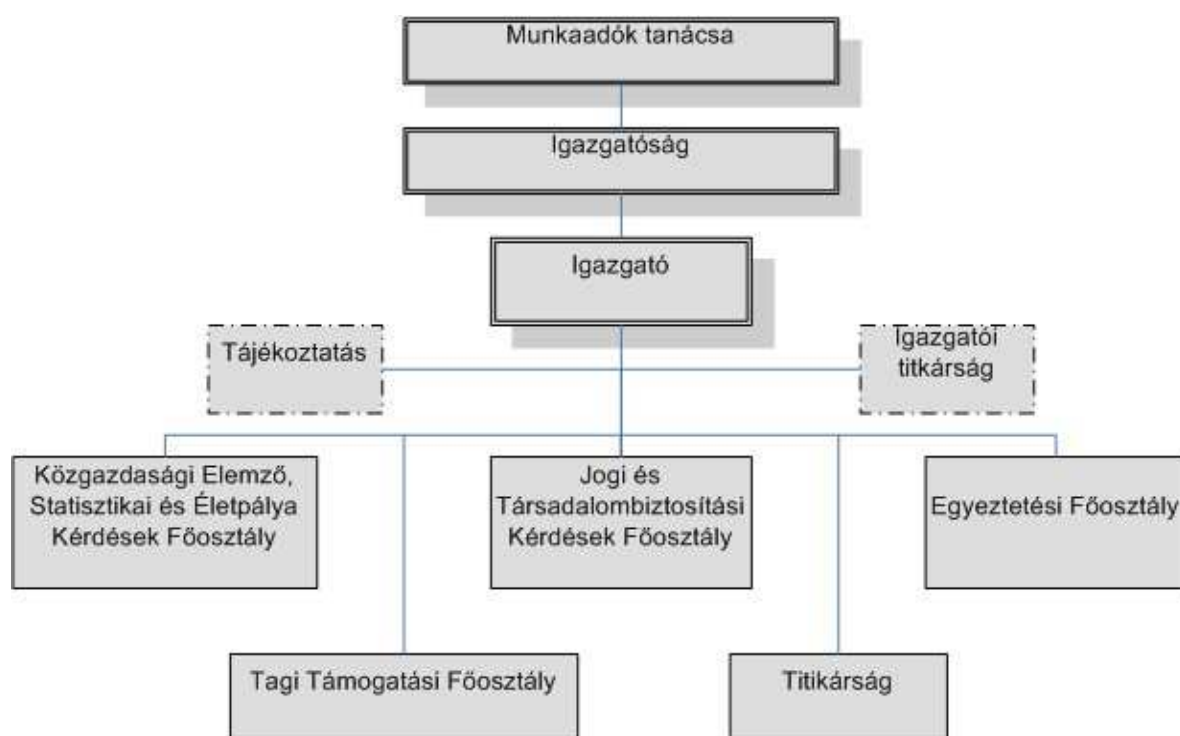 Munkaadók tanácsa
Igazgatóság
Igazgató
Tájékoztatás
Igazgatói
titkárság
Közgazdasági Elemző,
Statisztikai és Életpálya
Kérdések Főosztály
Jogi és
Társadalombiztosítási
Kérdések Főosztály
Egyeztetési Főosztály
Tagi Támogatási Főosztály
Titikárság